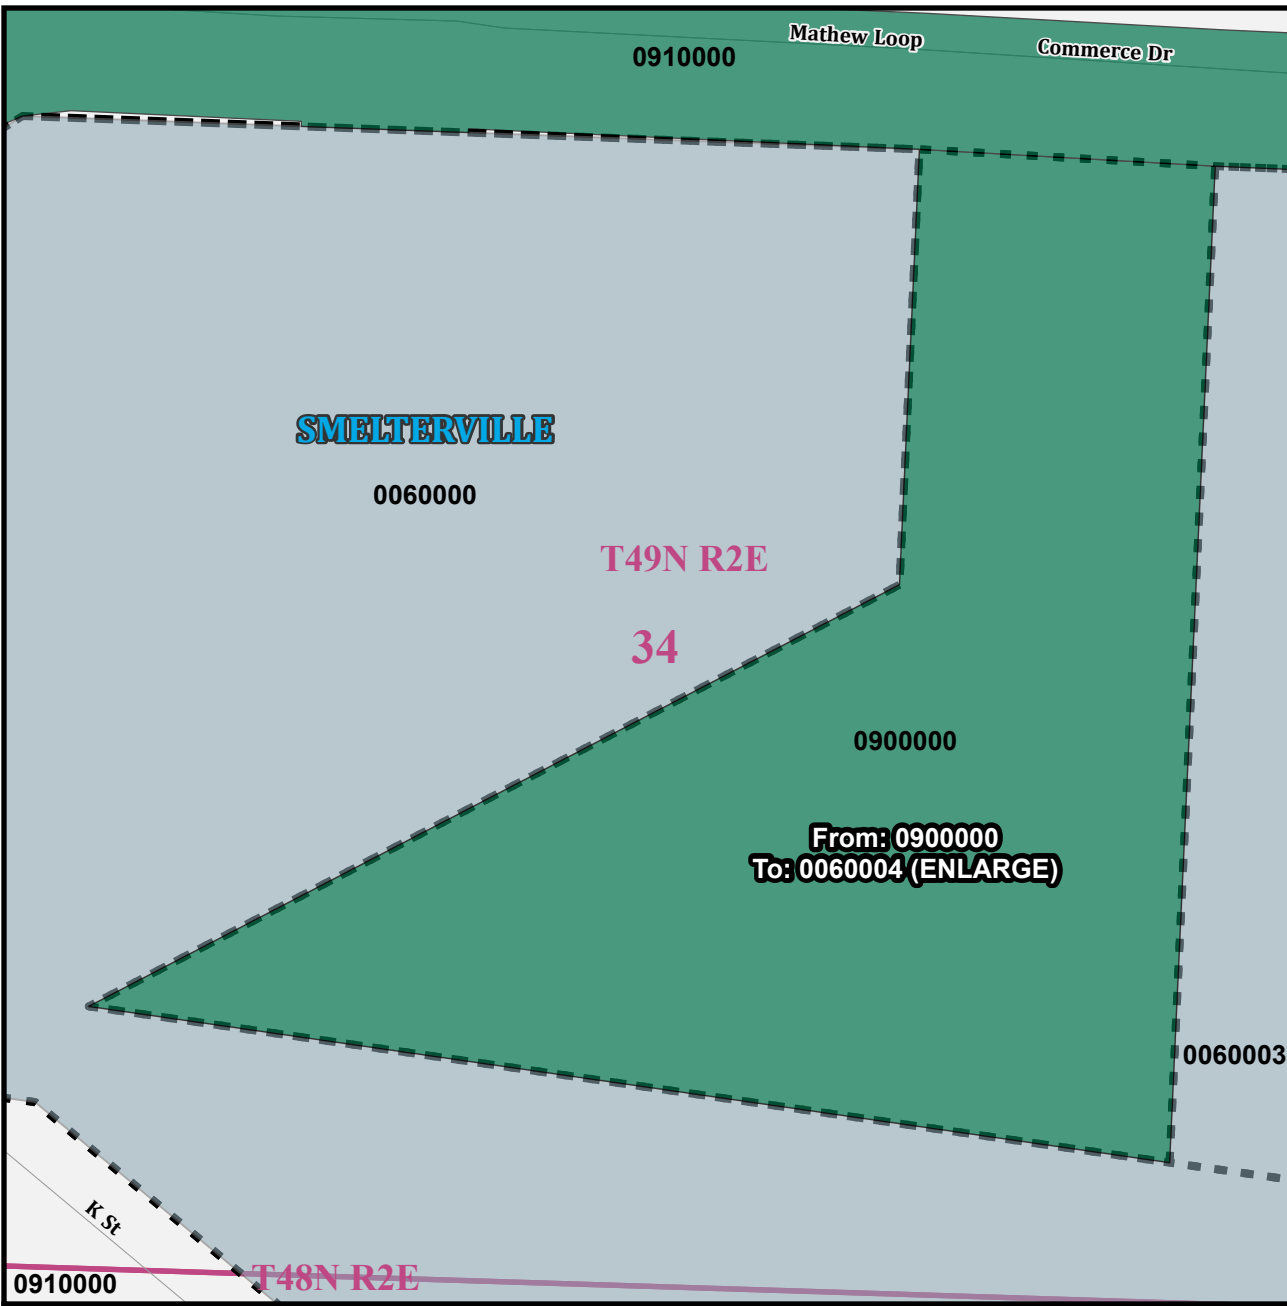 Mathew Loop
Commerce Dr
0910000
SMELTERVILLE
0060000
T49N R2E
34
0900000
From: 0900000
To: 0060004 (ENLARGE)
0060003
K St
T48N R2E
0910000